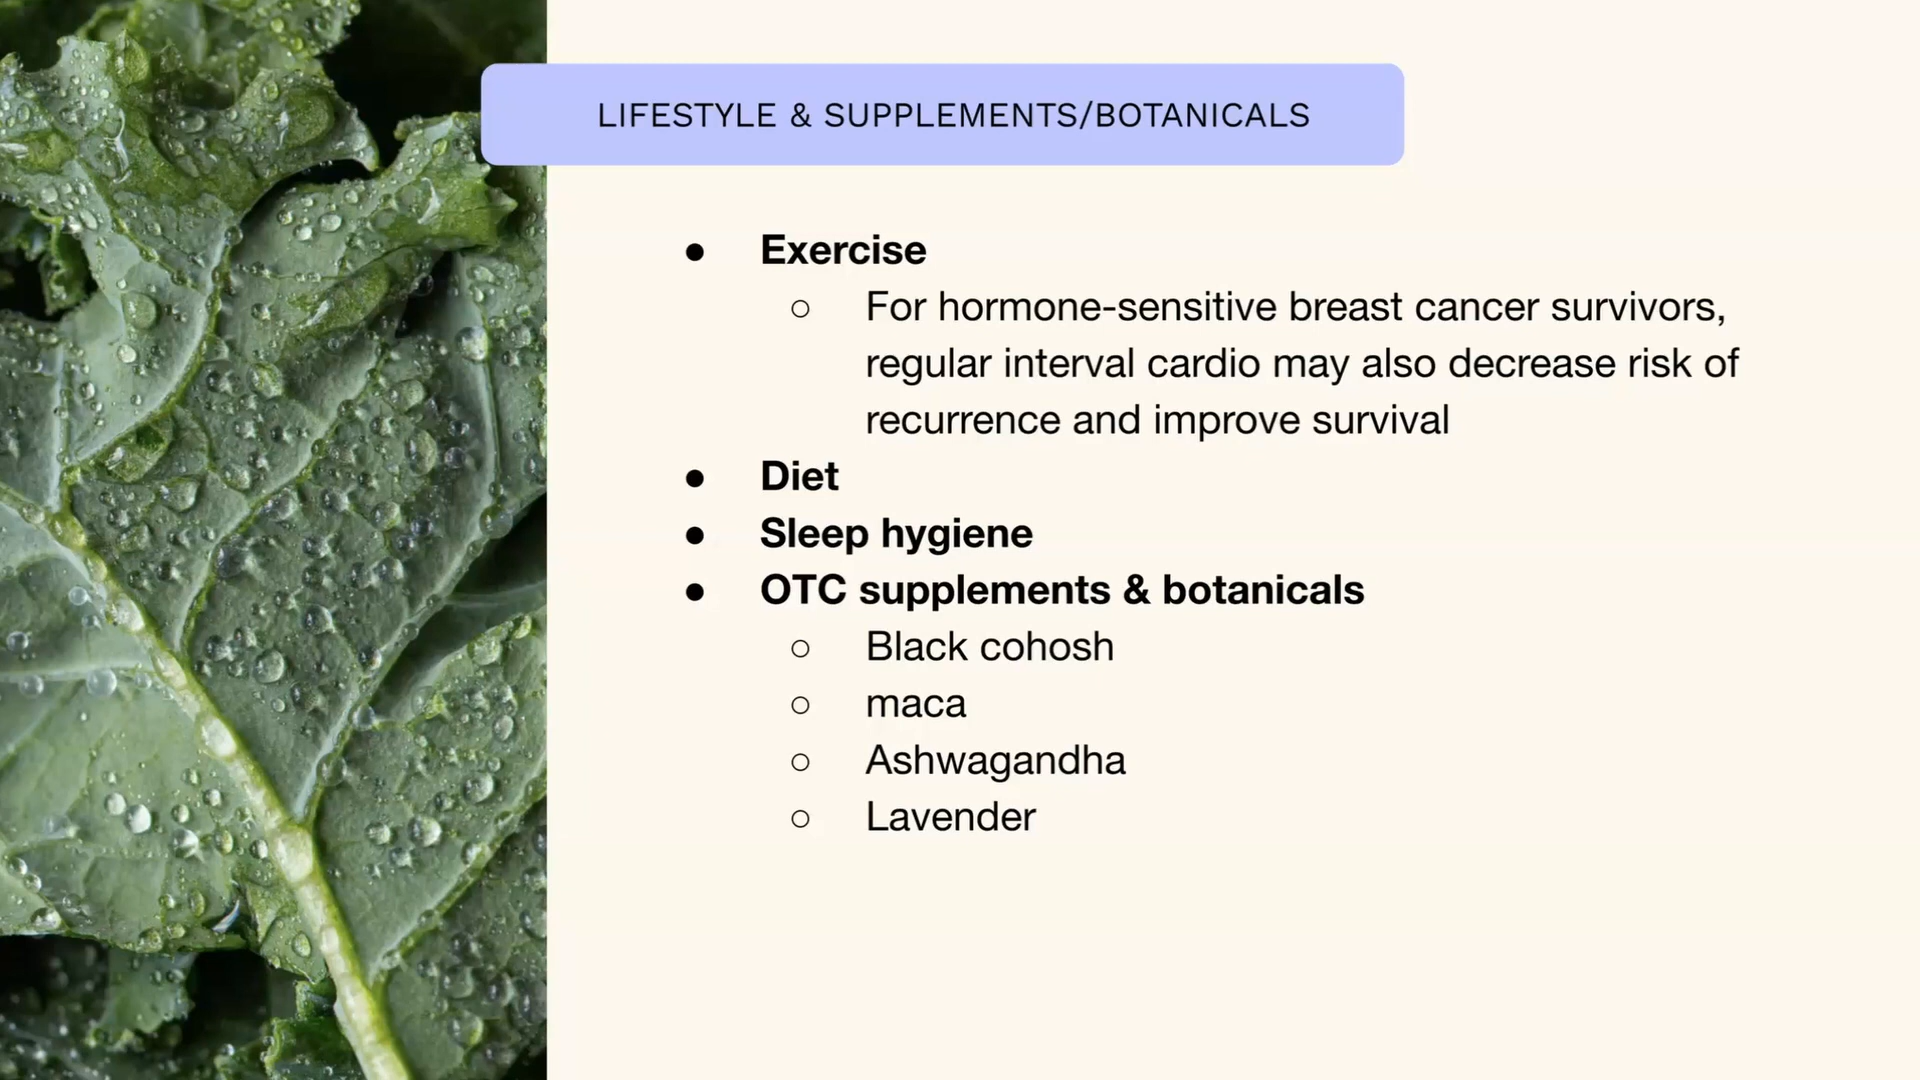 LIFESTYLE & SUPPLEMENTS/BOTANICALS
● Exercise
○ For hormone-sensitive breast cancer survivors,
regular interval cardio may also decrease risk of
recurrence and improve survival
● Diet
● Sleep hygiene
● OTC supplements & botanicals
○ Black cohosh
○ maca
○ Ashwagandha
○ Lavender